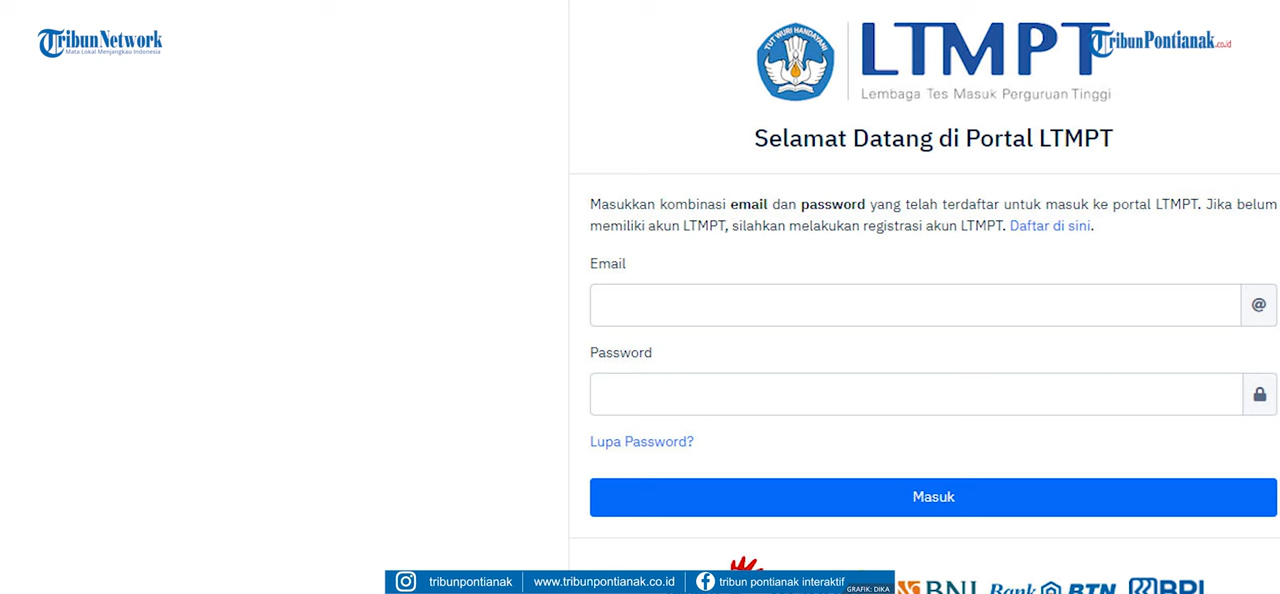 TribunNetwork
Mata Lokal Menjangkau Indonesia
TUT WURI HANDAYANI
LTMPT
Lembaga Tes Masuk Perguruan Tinggi
TribunPontianak.co.id
Selamat Datang di Portal LTMPT
Masukkan kombinasi email dan password yang telah terdaftar untuk masuk ke portal LTMPT. Jika belum
memiliki akun LTMPT, silahkan melakukan registrasi akun LTMPT. Daftar di sini.
Email
@
Password
Lupa Password?
Masuk
tribunpontianak
www.tribunpontianak.co.id
tribun pontianak interaktif
GRAFIK: DIKA
BNI
Bank BTN
BRI